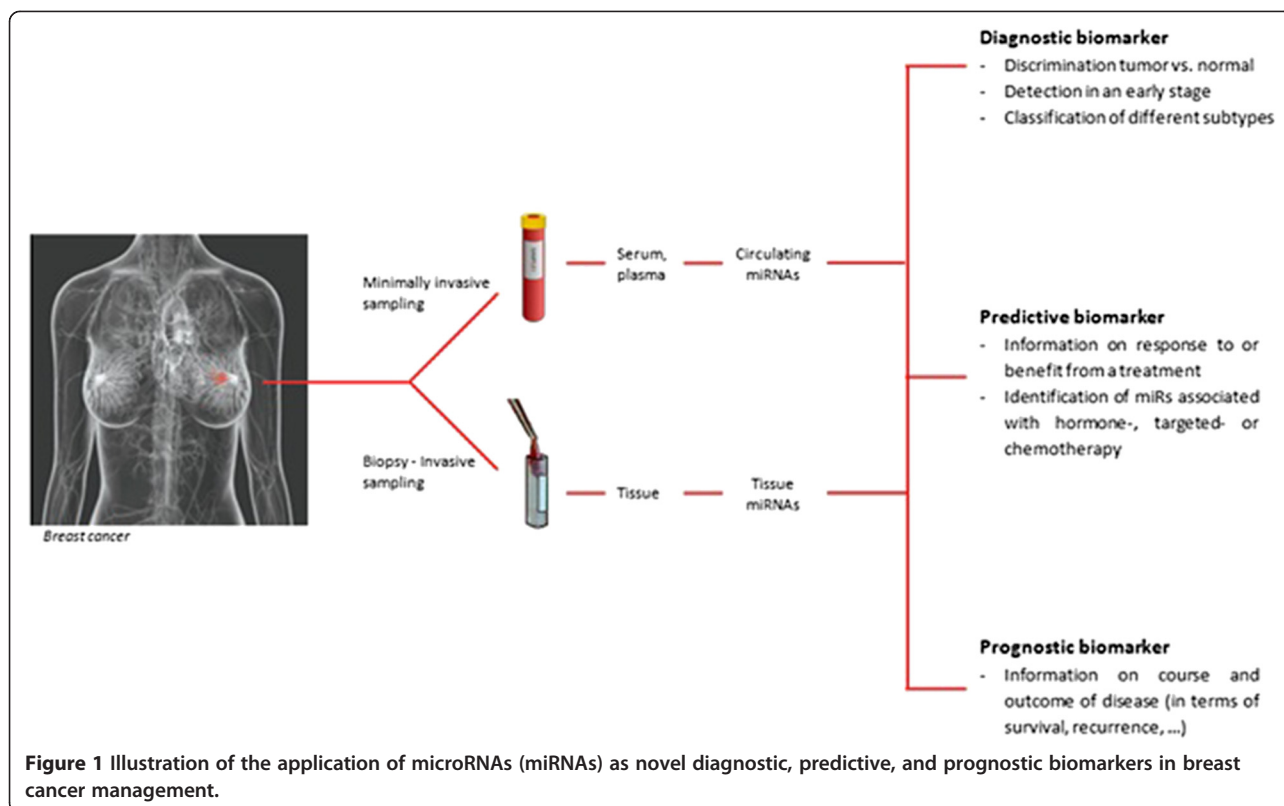 Diagnostic biomarker
- Discrimination tumor vs. normal
- Detection in an early stage
- Classification of different subtypes
Minimally invasive
sampling
Serum,
plasma
Circulating
miRNAs
Predictive biomarker
- Information on response to or
benefit from a treatment
- Identification of miRs associated
with hormone-, targeted- or
chemotherapy
Biopsy - Invasive
sampling
Tissue
Tissue
miRNAs
Breast cancer
Prognostic biomarker
- Information on course and
outcome of disease (in terms of
survival, recurrence, ...)
Figure 1 Illustration of the application of microRNAs (miRNAs) as novel diagnostic, predictive, and prognostic biomarkers in breast
cancer management.